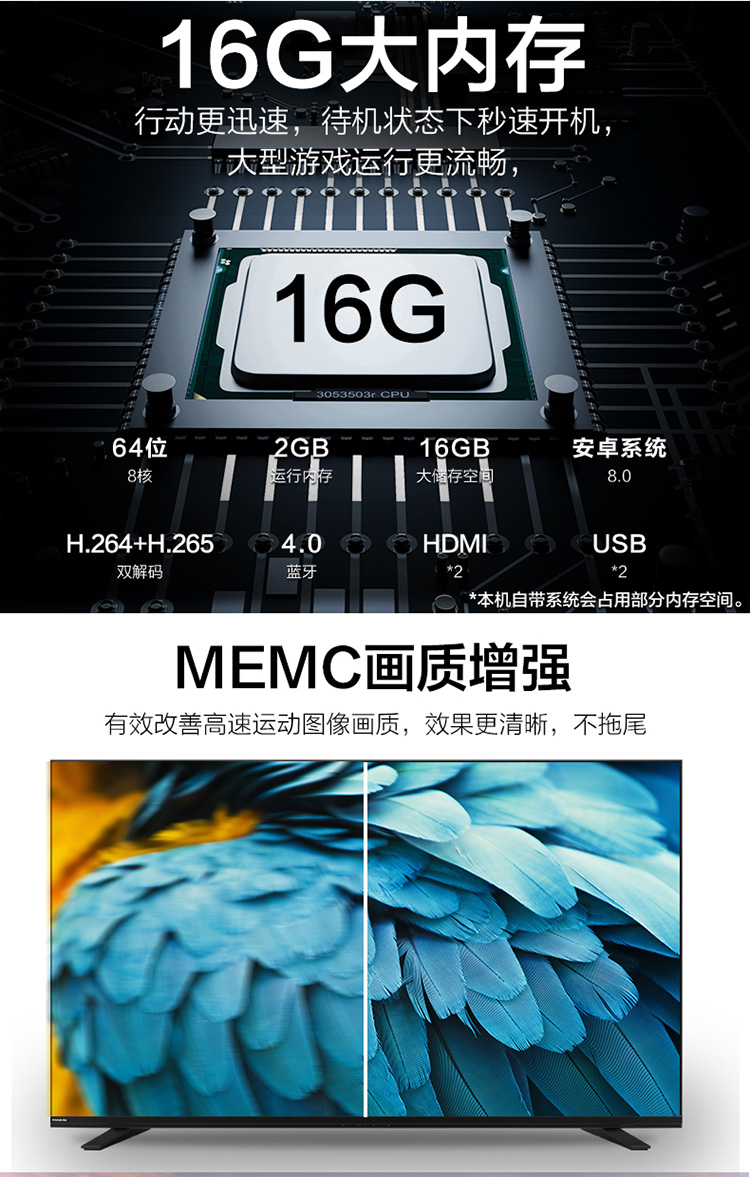 16G大内存
行动更迅速，待机状态下秒速开机，
大型游戏运行更流畅，
16G
3053503r CPU
64位 2GB 16GB 安卓系统
8核 运行内存 大储存空间 8.0
H.264+H.265 4.0 HDMI USB
双解码 蓝牙 *2 *2
*本机自带系统会占用部分内存空间。
MEMC画质增强
有效改善高速运动图像画质，效果更清晰，不拖尾